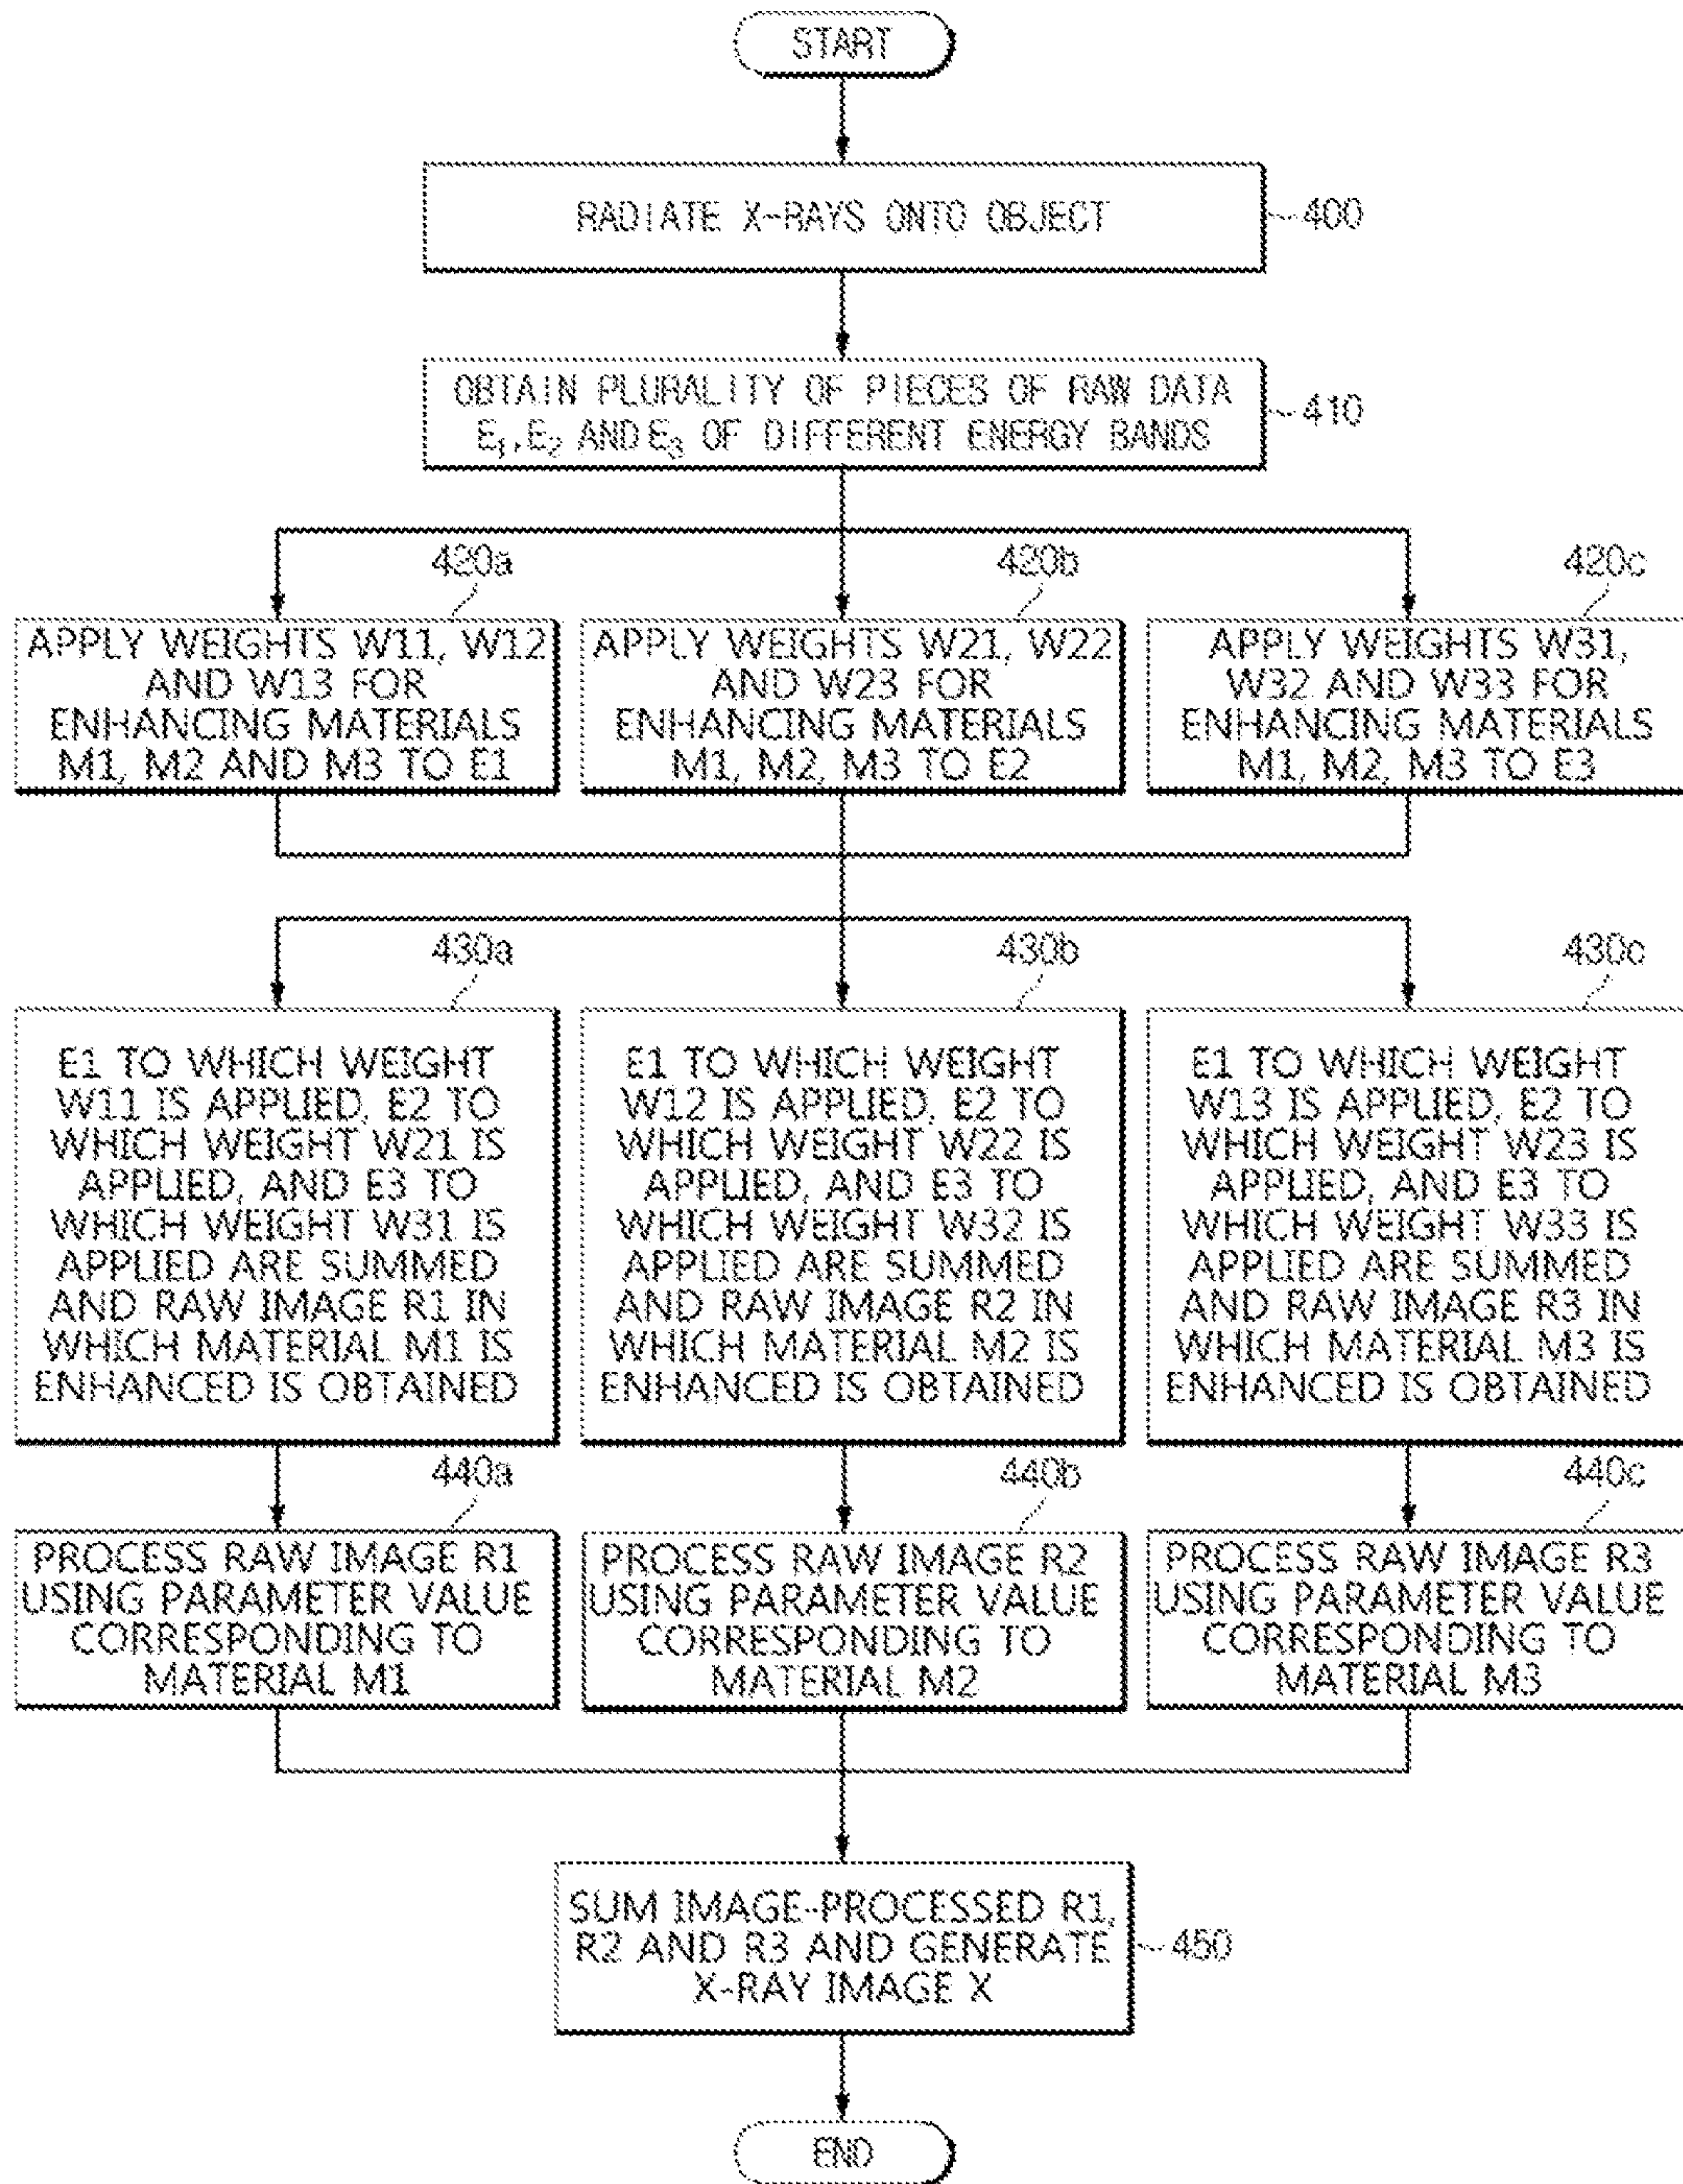 START
RADIATE X-RAYS ONTO OBJECT
400
OBTAIN PLURALITY OF PIECES OF RAW DATA
E1, E2 AND E3 OF DIFFERENT ENERGY BANDS
410
420a
APPLY WEIGHTS W11, W12
AND W13 FOR
ENHANCING MATERIALS
M1, M2 AND M3 TO E1
420b
APPLY WEIGHTS W21, W22
AND W23 FOR
ENHANCING MATERIALS
M1, M2, M3 TO E2
420c
APPLY WEIGHTS W31,
W32 AND W33 FOR
ENHANCING MATERIALS
M1, M2, M3 TO E3
430a
E1 TO WHICH WEIGHT
W11 IS APPLIED, E2 TO
WHICH WEIGHT W21 IS
APPLIED, AND E3 TO
WHICH WEIGHT W31 IS
APPLIED ARE SUMMED
AND RAW IMAGE R1 IN
WHICH MATERIAL M1 IS
ENHANCED IS OBTAINED
430b
E1 TO WHICH WEIGHT
W12 IS APPLIED, E2 TO
WHICH WEIGHT W22 IS
APPLIED, AND E3 TO
WHICH WEIGHT W32 IS
APPLIED ARE SUMMED
AND RAW IMAGE R2 IN
WHICH MATERIAL M2 IS
ENHANCED IS OBTAINED
430c
E1 TO WHICH WEIGHT
W13 IS APPLIED, E2 TO
WHICH WEIGHT W23 IS
APPLIED, AND E3 TO
WHICH WEIGHT W33 IS
APPLIED ARE SUMMED
AND RAW IMAGE R3 IN
WHICH MATERIAL M3 IS
ENHANCED IS OBTAINED
440a
PROCESS RAW IMAGE R1
USING PARAMETER VALUE
CORRESPONDING TO
MATERIAL M1
440b
PROCESS RAW IMAGE R2
USING PARAMETER VALUE
CORRESPONDING TO
MATERIAL M2
440c
PROCESS RAW IMAGE R3
USING PARAMETER VALUE
CORRESPONDING TO
MATERIAL M3
SUM IMAGE-PROCESSED R1,
R2 AND R3 AND GENERATE
X-RAY IMAGE X
450
END